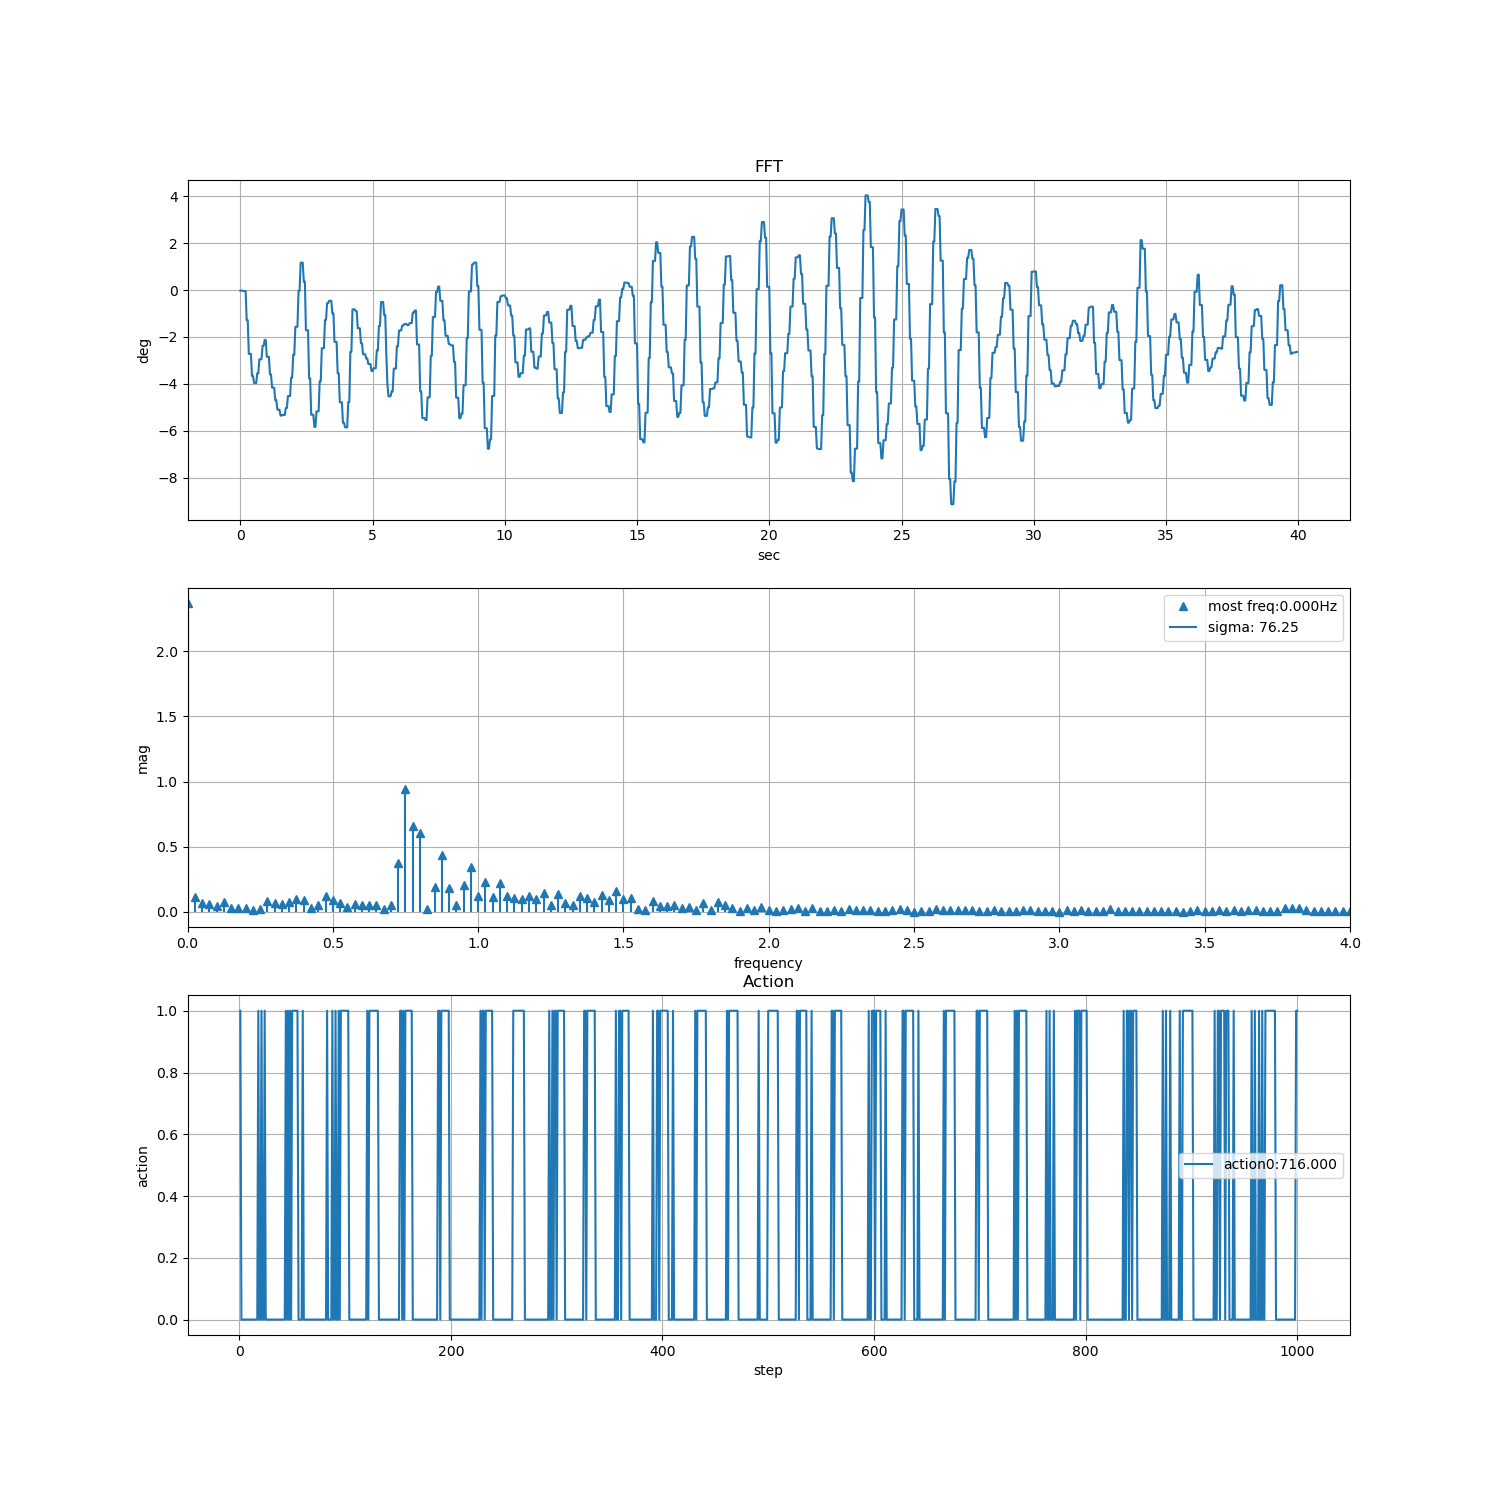 FFT
4
2
0
−2
−4
−6
−8
deg
0 5 10 15 20 25 30 35 40
sec
most freq:0.000Hz
sigma: 76.25
2.0
1.5
1.0
0.5
0.0
mag
0.0 0.5 1.0 1.5 2.0 2.5 3.0 3.5 4.0
frequency
Action
1.0
0.8
0.6
0.4
0.2
0.0
action
action0:716.000
0 200 400 600 800 1000
step